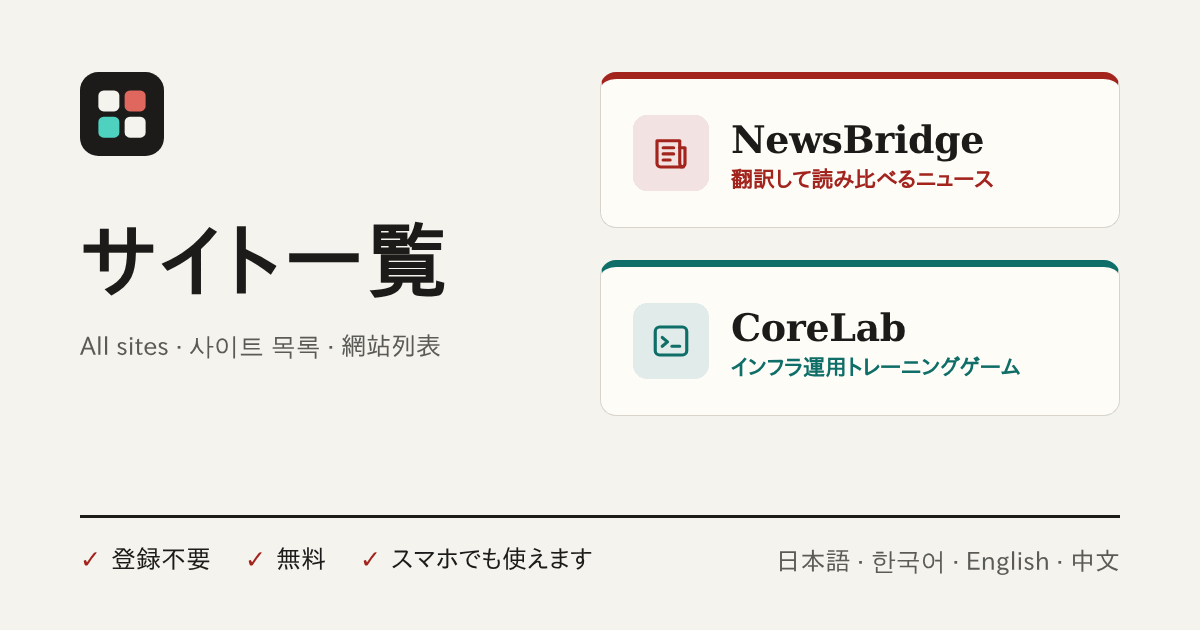 サイト一覧
All sites · 사이트 목록 · 網站列表
NewsBridge
翻訳して読み比べるニュース
CoreLab
インフラ運用トレーニングゲーム
✓ 登録不要 ✓ 無料 ✓ スマホでも使えます
日本語 · 한국어 · English · 中文